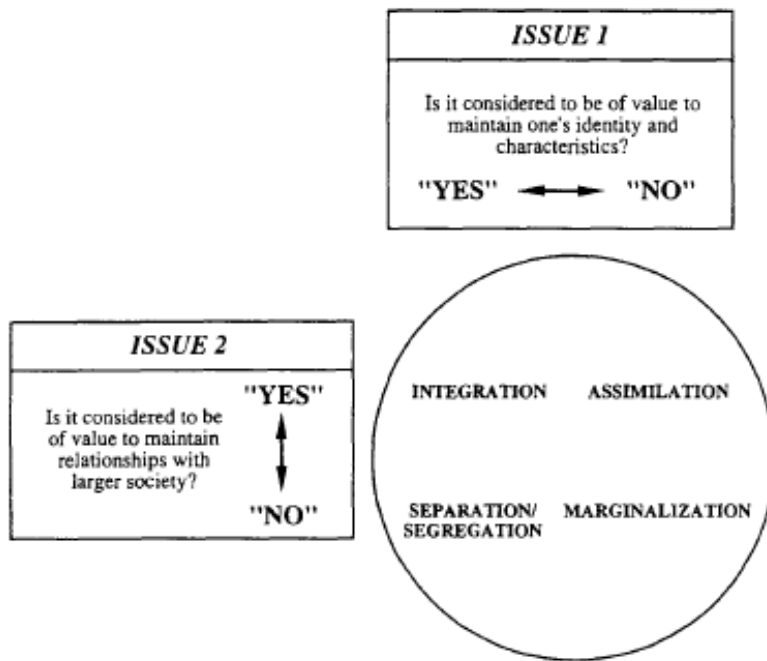 ISSUE 1
Is it considered to be of value to
maintain one's identity and
characteristics?
"YES" "NO"
ISSUE 2
"YES"
Is it considered to be
of value to maintain
relationships with
larger society?
"NO"
INTEGRATION ASSIMILATION
SEPARATION/ MARGINALIZATION
SEGREGATION